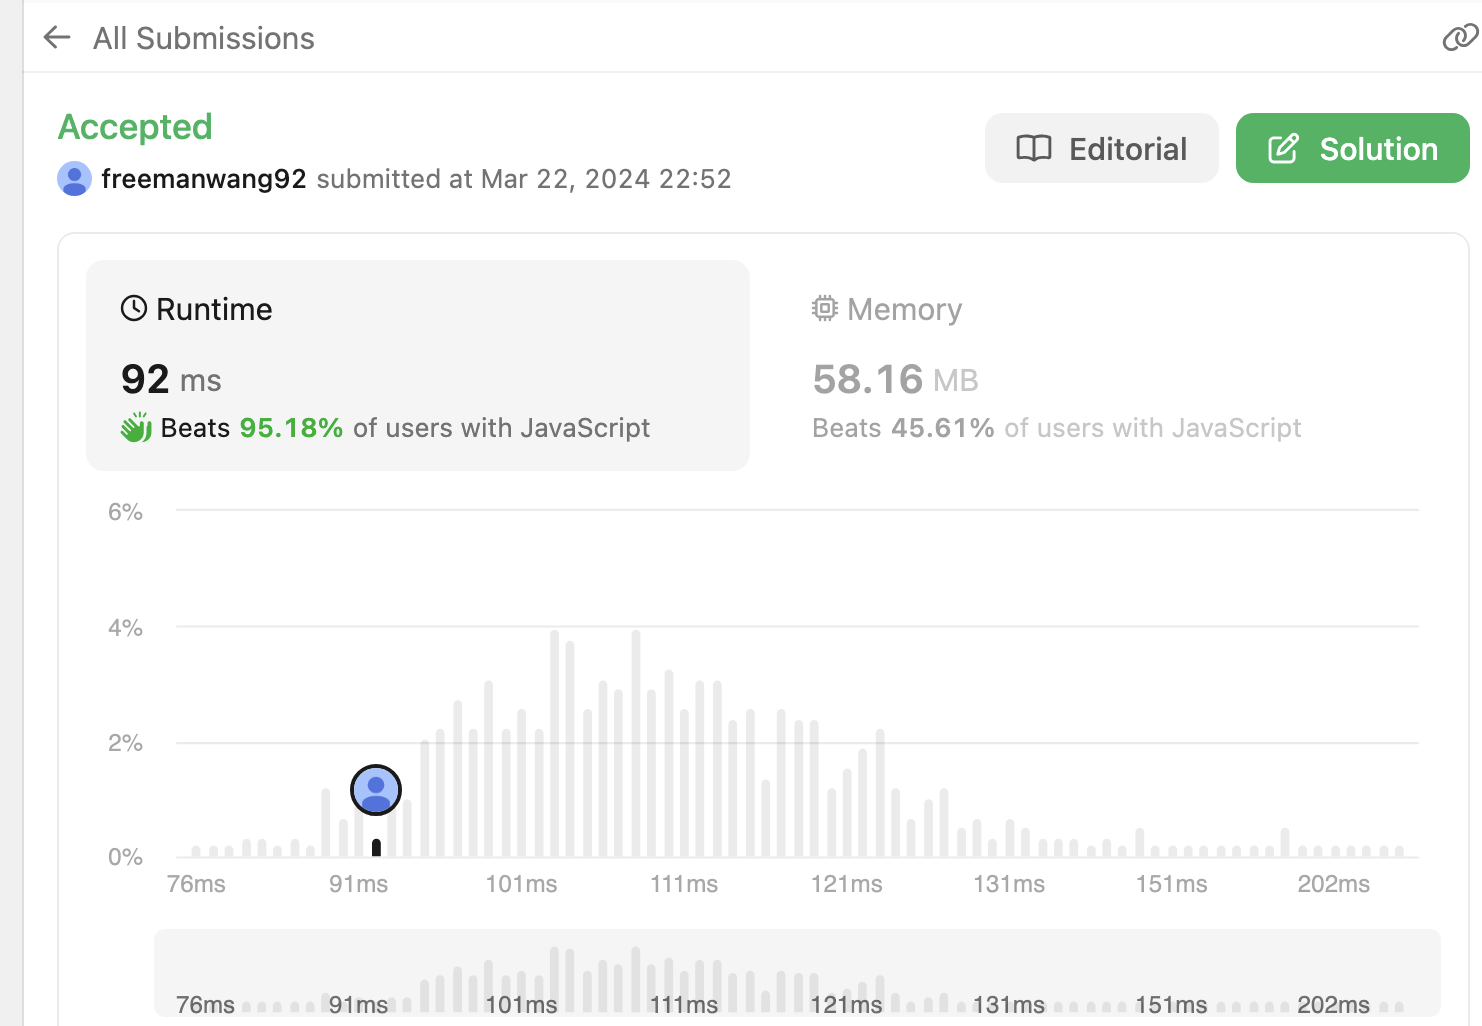 All Submissions
Accepted
Editorial
Solution
freemanwang92 submitted at Mar 22, 2024 22:52
Runtime
92 ms
Beats 95.18% of users with JavaScript
Memory
58.16 MB
Beats 45.61% of users with JavaScript
6%
4%
2%
0%
76ms 91ms 101ms 111ms 121ms 131ms 151ms 202ms
76ms 91ms 101ms 111ms 121ms 131ms 151ms 202ms